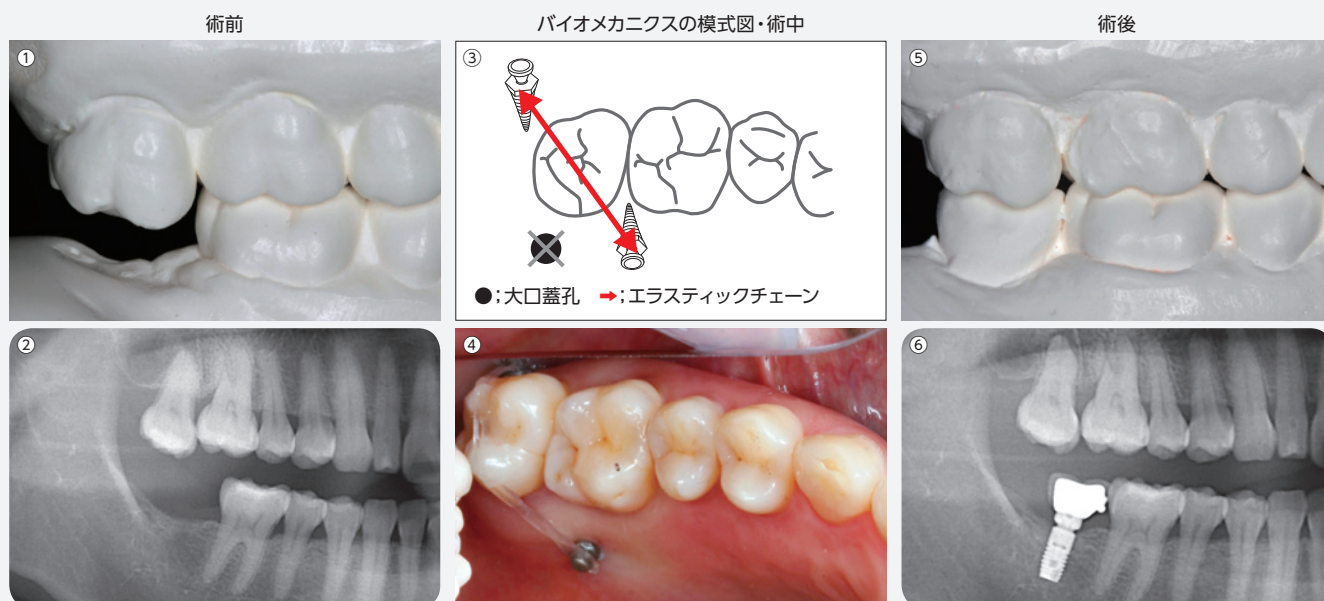 術前
バイオメカニクスの模式図・術中
術後
①
③
⑤
●;大口蓋孔 ➡;エラスティックチェーン
②
④
⑥